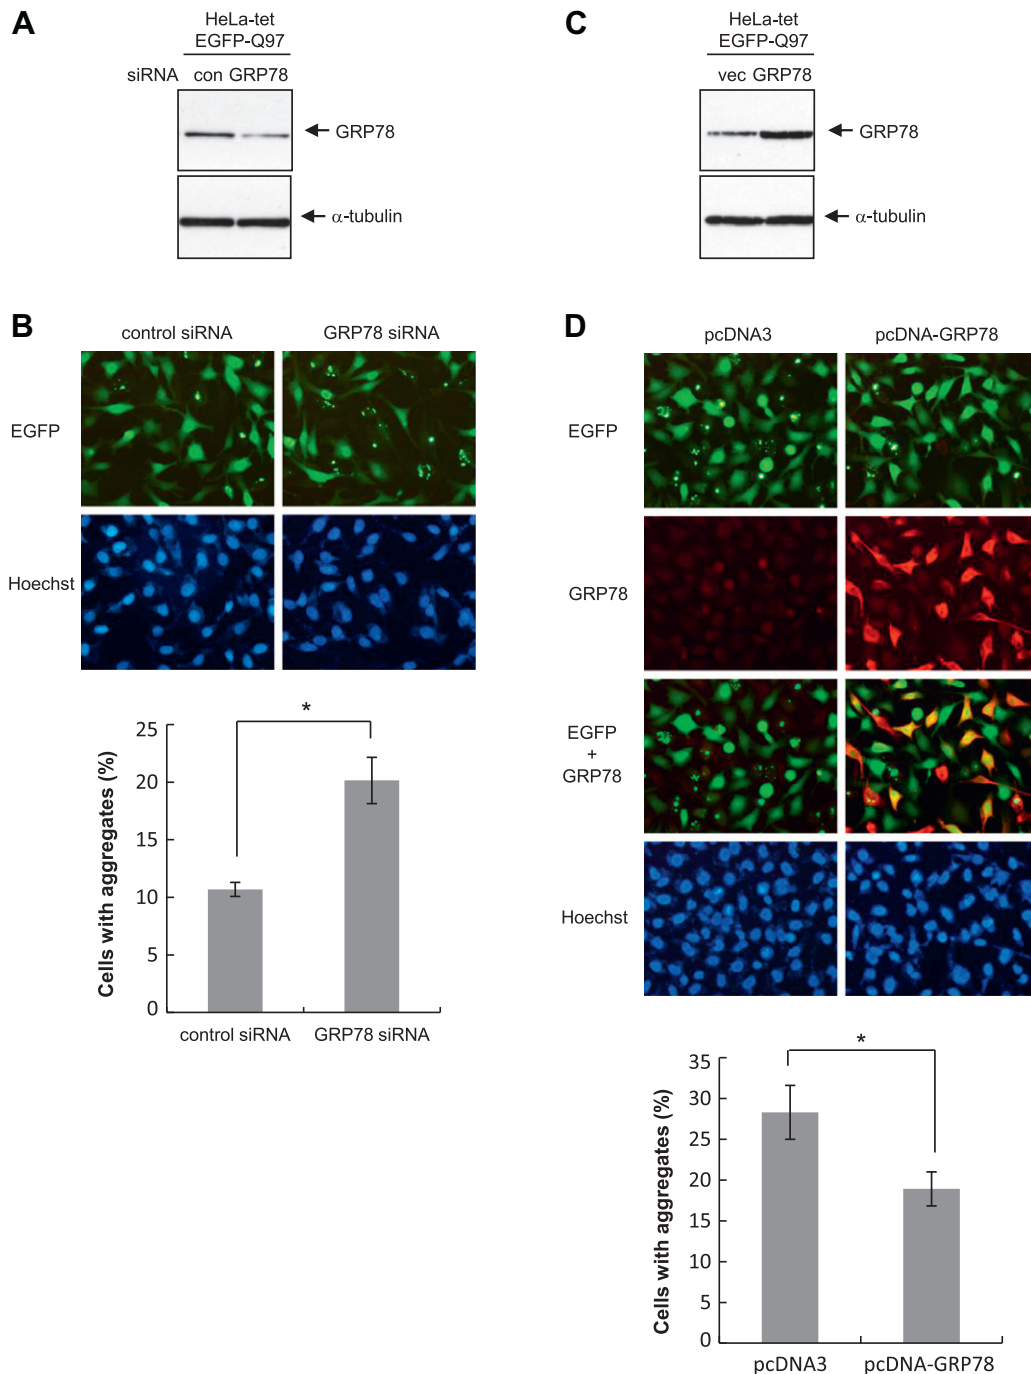 A
HeLa-tet
EGFP-Q97
siRNA con GRP78
GRP78
α-tubulin
C
HeLa-tet
EGFP-Q97
vec GRP78
GRP78
α-tubulin
B
control siRNA GRP78 siRNA
EGFP
Hoechst
*
Cells with aggregates (%)
25
20
15
10
5
0
control siRNA GRP78 siRNA
D
pcDNA3 pcDNA-GRP78
EGFP
GRP78
EGFP
+
GRP78
Hoechst
*
Cells with aggregates (%)
35
30
25
20
15
10
5
0
pcDNA3 pcDNA-GRP78